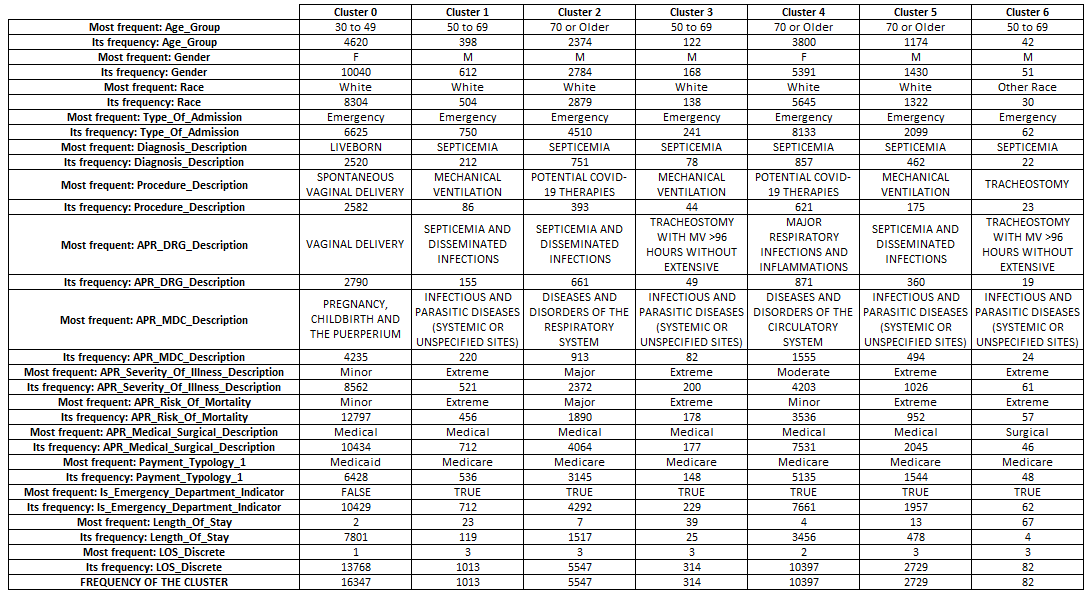 Cluster 0 Cluster 1 Cluster 2 Cluster 3 Cluster 4 Cluster 5 Cluster 6
Most frequent: Age_Group 30 to 49 50 to 69 70 or Older 50 to 69 70 or Older 70 or Older 50 to 69
Its frequency: Age_Group 4620 398 2374 122 3800 1174 42
Most frequent: Gender F M M M F M M
Its frequency: Gender 10040 612 2784 168 5391 1430 51
Most frequent: Race White White White White White White Other Race
Its frequency: Race 8304 504 2879 138 5645 1322 30
Most frequent: Type_Of_Admission Emergency Emergency Emergency Emergency Emergency Emergency Emergency
Its frequency: Type_Of_Admission 6625 750 4510 241 8133 2099 62
Most frequent: Diagnosis_Description LIVEBORN SEPTICEMIA SEPTICEMIA SEPTICEMIA SEPTICEMIA SEPTICEMIA SEPTICEMIA
Its frequency: Diagnosis_Description 2520 212 751 78 857 462 22
Most frequent: Procedure_Description SPONTANEOUS VAGINAL DELIVERY MECHANICAL VENTILATION POTENTIAL COVID-19 THERAPIES MECHANICAL VENTILATION POTENTIAL COVID-19 THERAPIES MECHANICAL VENTILATION TRACHEOSTOMY
Its frequency: Procedure_Description 2582 86 393 44 621 175 23
Most frequent: APR_DRG_Description VAGINAL DELIVERY SEPTICEMIA AND DISSEMINATED INFECTIONS SEPTICEMIA AND DISSEMINATED INFECTIONS TRACHEOSTOMY WITH MV >96 HOURS WITHOUT EXTENSIVE MAJOR RESPIRATORY INFECTIONS AND INFLAMMATIONS SEPTICEMIA AND DISSEMINATED INFECTIONS TRACHEOSTOMY WITH MV >96 HOURS WITHOUT EXTENSIVE
Its frequency: APR_DRG_Description 2790 155 661 49 871 360 19
Most frequent: APR_MDC_Description PREGNANCY, CHILDBIRTH AND THE PUERPERIUM INFECTIOUS AND PARASITIC DISEASES (SYSTEMIC OR UNSPECIFIED SITES) DISEASES AND DISORDERS OF THE RESPIRATORY SYSTEM INFECTIOUS AND PARASITIC DISEASES (SYSTEMIC OR UNSPECIFIED SITES) DISEASES AND DISORDERS OF THE CIRCULATORY SYSTEM INFECTIOUS AND PARASITIC DISEASES (SYSTEMIC OR UNSPECIFIED SITES) INFECTIOUS AND PARASITIC DISEASES (SYSTEMIC OR UNSPECIFIED SITES)
Its frequency: APR_MDC_Description 4235 220 913 82 1555 494 24
Most frequent: APR_Severity_Of_Illness_Description Minor Extreme Major Extreme Moderate Extreme Extreme
Its frequency: APR_Severity_Of_Illness_Description 8562 521 2372 200 4203 1026 61
Most frequent: APR_Risk_Of_Mortality Minor Extreme Major Extreme Minor Extreme Extreme
Its frequency: APR_Risk_Of_Mortality 12797 456 1890 178 3536 952 57
Most frequent: APR_Medical_Surgical_Description Medical Medical Medical Medical Medical Medical Surgical
Its frequency: APR_Medical_Surgical_Description 10434 712 4064 177 7531 2045 46
Most frequent: Payment_Typology_1 Medicaid Medicare Medicare Medicare Medicare Medicare Medicare
Its frequency: Payment_Typology_1 6428 536 3145 148 5135 1544 48
Most frequent: Is_Emergency_Department_Indicator FALSE TRUE TRUE TRUE TRUE TRUE TRUE
Its frequency: Is_Emergency_Department_Indicator 10429 712 4292 229 7661 1957 62
Most frequent: Length_Of_Stay 2 23 7 39 4 13 67
Its frequency: Length_Of_Stay 7801 119 1517 25 3456 478 4
Most frequent: LOS_Discrete 1 3 3 3 2 3 3
Its frequency: LOS_Discrete 13768 1013 5547 314 10397 2729 82
FREQUENCY OF THE CLUSTER 16347 1013 5547 314 10397 2729 82